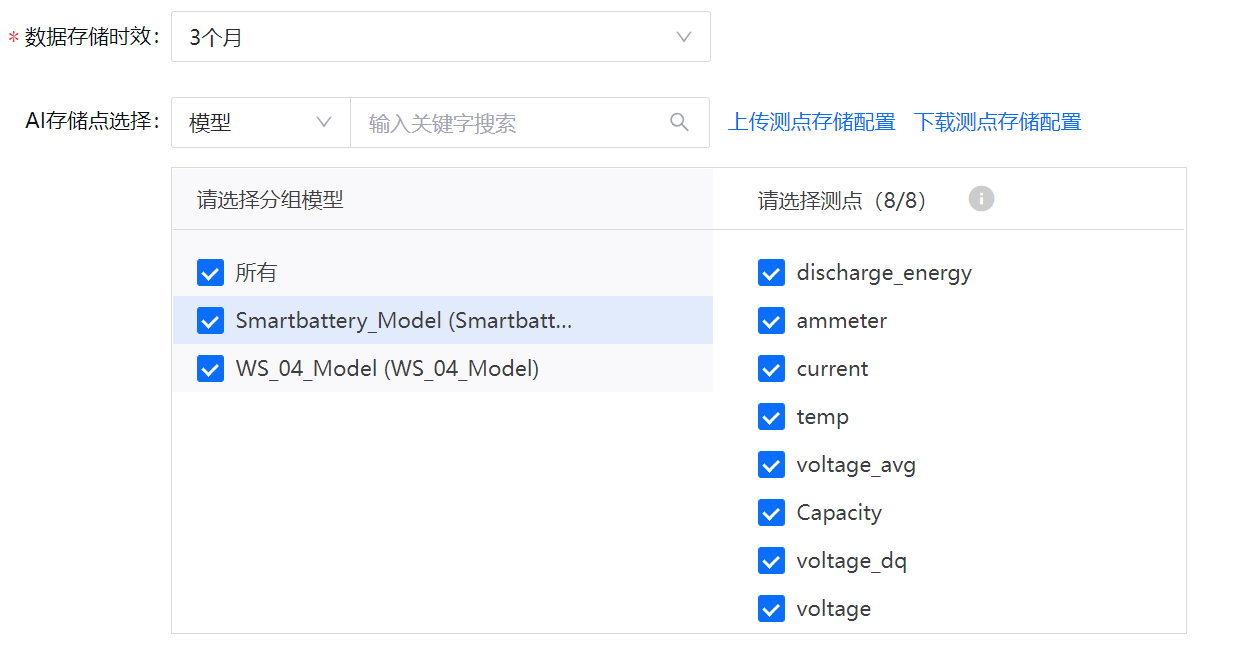 * 数据存储时效：
3个月
AI存储点选择：
模型
输入关键字搜索
上传测点存储配置
下载测点存储配置
请选择分组模型
请选择测点（8/8）
所有
Smartbattery_Model (Smartbatt...
WS_04_Model (WS_04_Model)
discharge_energy
ammeter
current
temp
voltage_avg
Capacity
voltage_dq
voltage